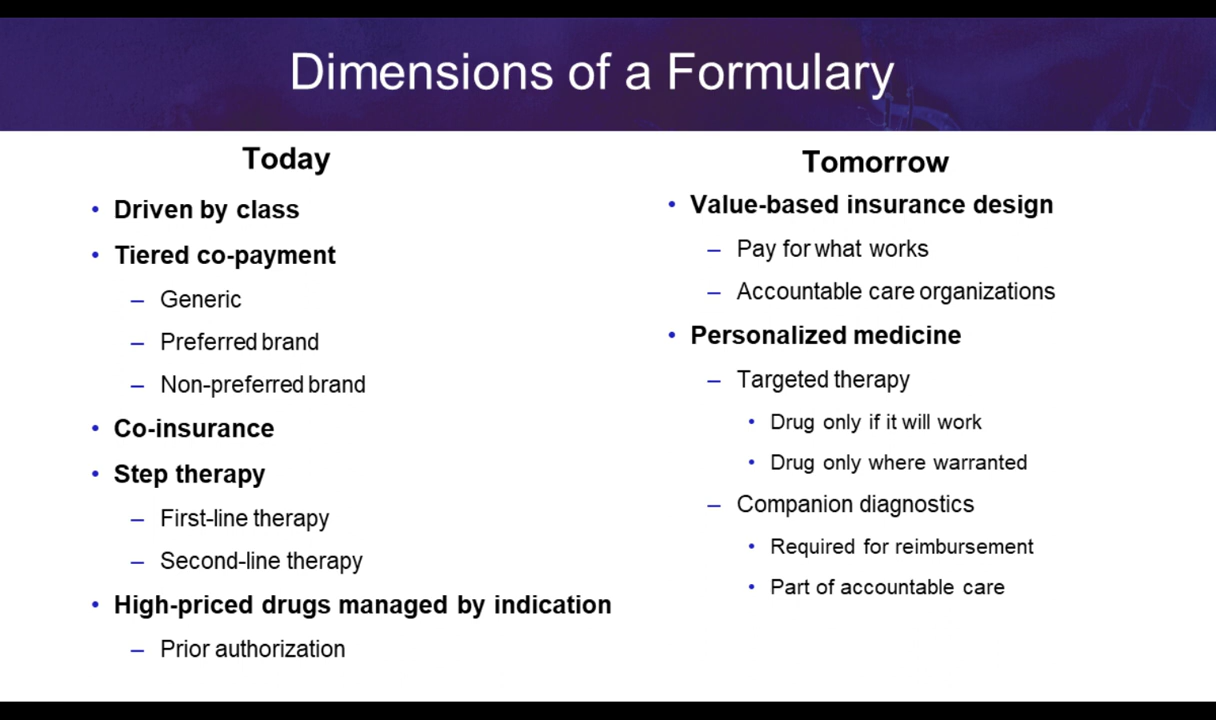 Dimensions of a Formulary
Today
• Driven by class
• Tiered co-payment
– Generic
– Preferred brand
– Non-preferred brand
• Co-insurance
• Step therapy
– First-line therapy
– Second-line therapy
• High-priced drugs managed by indication
– Prior authorization
Tomorrow
• Value-based insurance design
– Pay for what works
– Accountable care organizations
• Personalized medicine
– Targeted therapy
• Drug only if it will work
• Drug only where warranted
– Companion diagnostics
• Required for reimbursement
• Part of accountable care